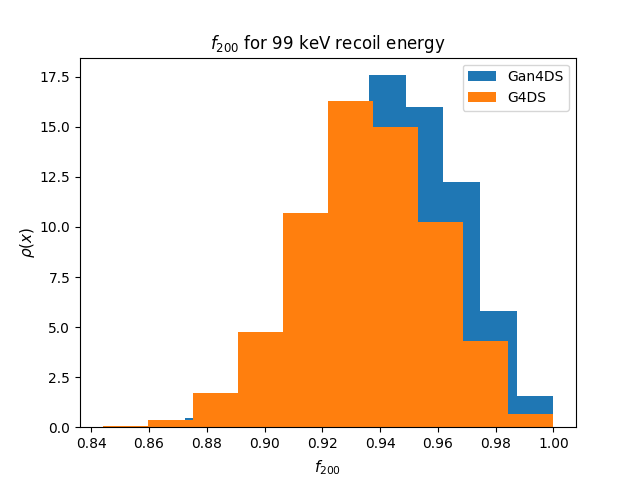 f₂₀₀ for 99 keV recoil energy
Gan4DS
G4DS
17.5
15.0
12.5
10.0
7.5
5.0
2.5
0.0
ρ(x)
0.84 0.86 0.88 0.90 0.92 0.94 0.96 0.98 1.00
f₂₀₀